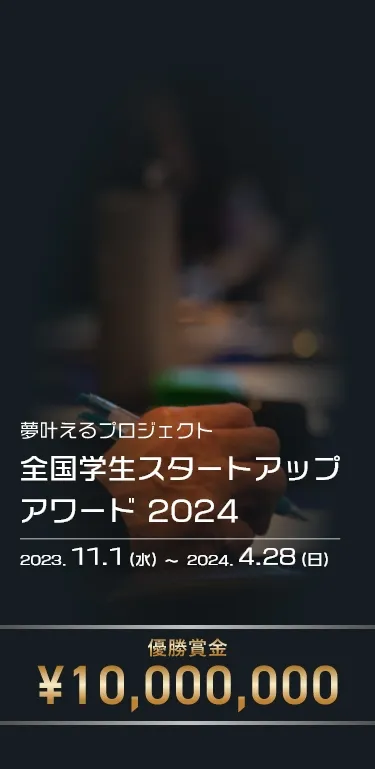 夢叶えるプロジェクト
全国学生スタートアップ
アワード 2024
2023. 11.1 (水) ～ 2024. 4.28 (日)
優勝賞金
¥10,000,000